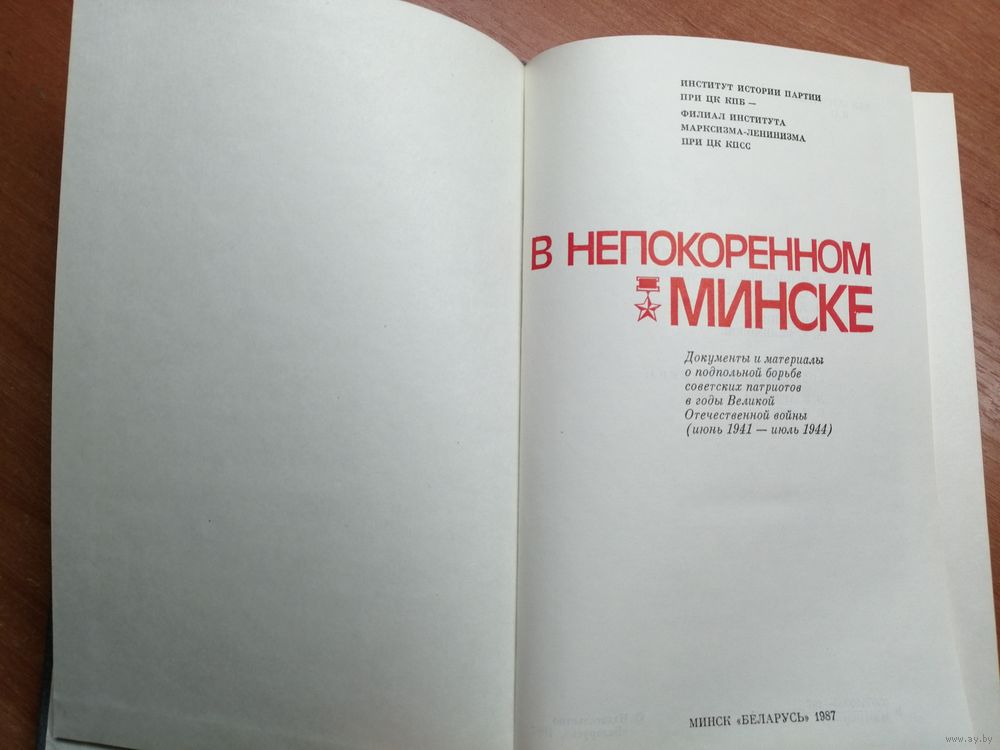 ИНСТИТУТ ИСТОРИИ ПАРТИИ
ПРИ ЦК КПБ —
ФИЛИАЛ ИНСТИТУТА
МАРКСИЗМА-ЛЕНИНИЗМА
ПРИ ЦК КПСС
В НЕПОКОРЕННОМ
МИНСКЕ
Документы и материалы
о подпольной борьбе
советских патриотов
в годы Великой
Отечественной войны
(июнь 1941 — июль 1944)
МИНСК «БЕЛАРУСЬ» 1987
www.ay.by